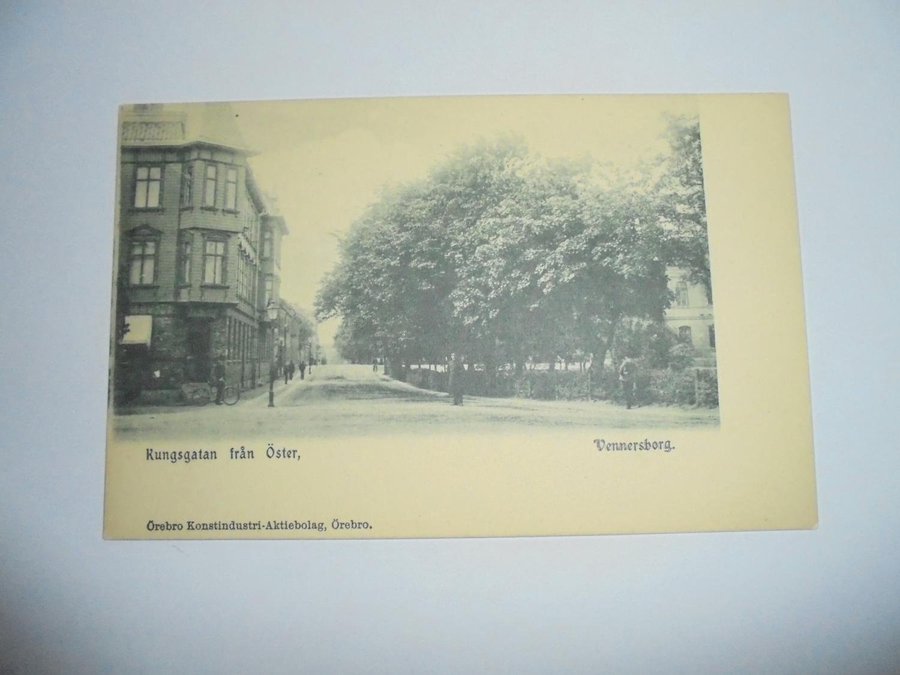 Kungsgatan från Öster,
Vennersborg.
Örebro Konstindustri-Aktiebolag, Örebro.